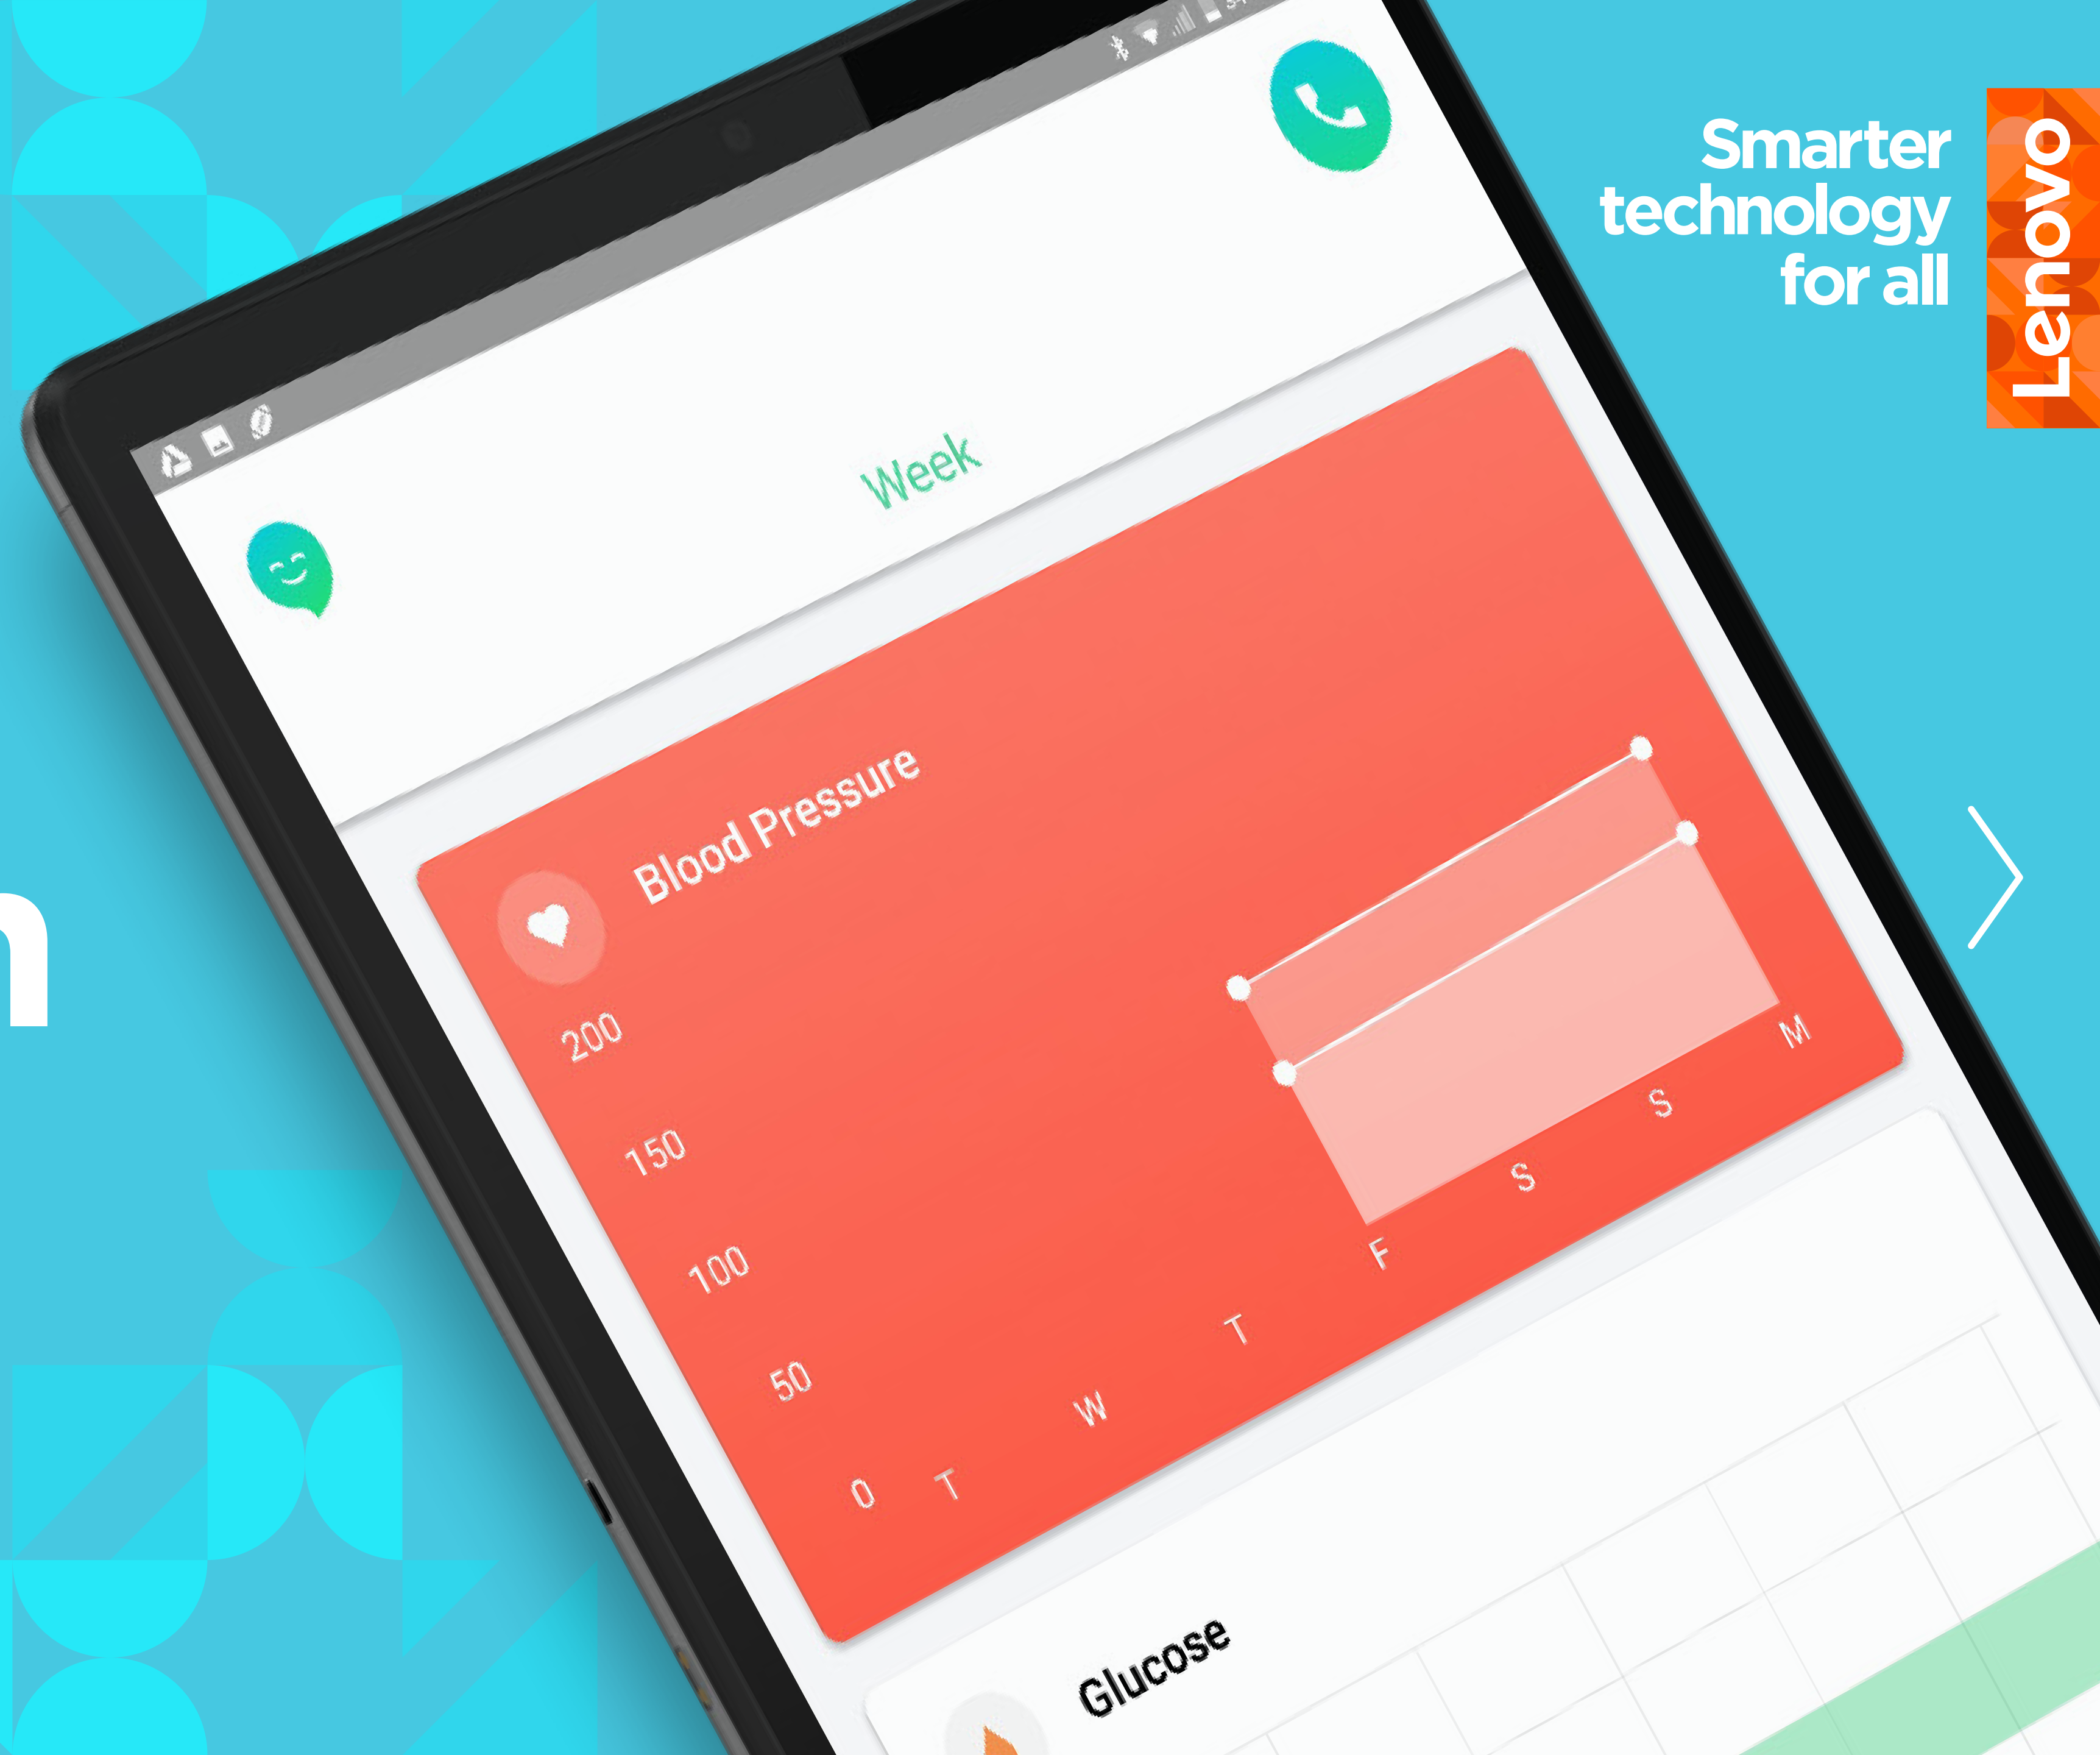 Smarter
technology
for all
Lenovo
Week
Blood Pressure
200
150
100
50
0
T
W
T
F
S
S
M
Glucose